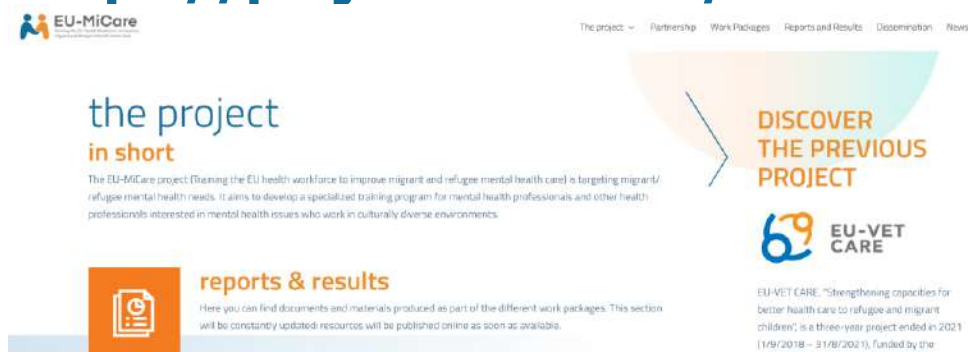 EU-MiCare
The project
Partnership
Work Packages
Reports and Results
Dissemination
News
the project
in short
The EU-MiCare project (Training the EU health workforce to improve migrant and refugee mental health care) is targeting migrant/
refugee mental health needs. It aims to develop a specialized training program for mental health professionals and other health
professionals interested in mental health issues who work in culturally diverse environments.
reports & results
Here you can find documents and materials produced as part of the different work packages. This section
will be constantly updated: resources will be published online as soon as available.
DISCOVER
THE PREVIOUS
PROJECT
EU-VET
CARE
EU-VET CARE, "Strengthening capacities for
better health care to refugee and migrant
children", is a three-year project ended in 2021
(1/9/2018 – 31/8/2021), funded by the